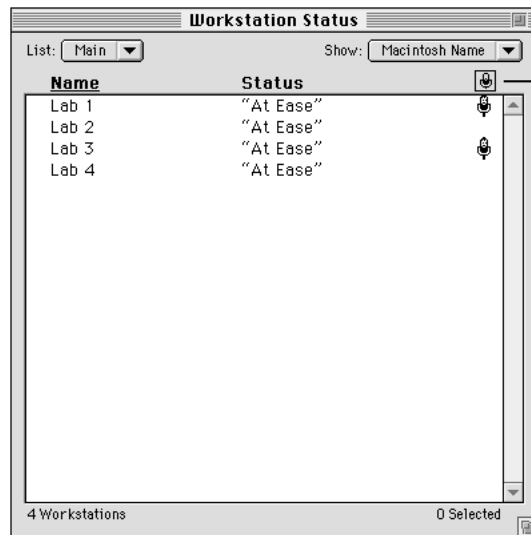 Workstation Status
List: Main Show: Macintosh Name
Name Status
Lab 1 “At Ease”
Lab 2 “At Ease”
Lab 3 “At Ease”
Lab 4 “At Ease”
4 Workstations 0 Selected